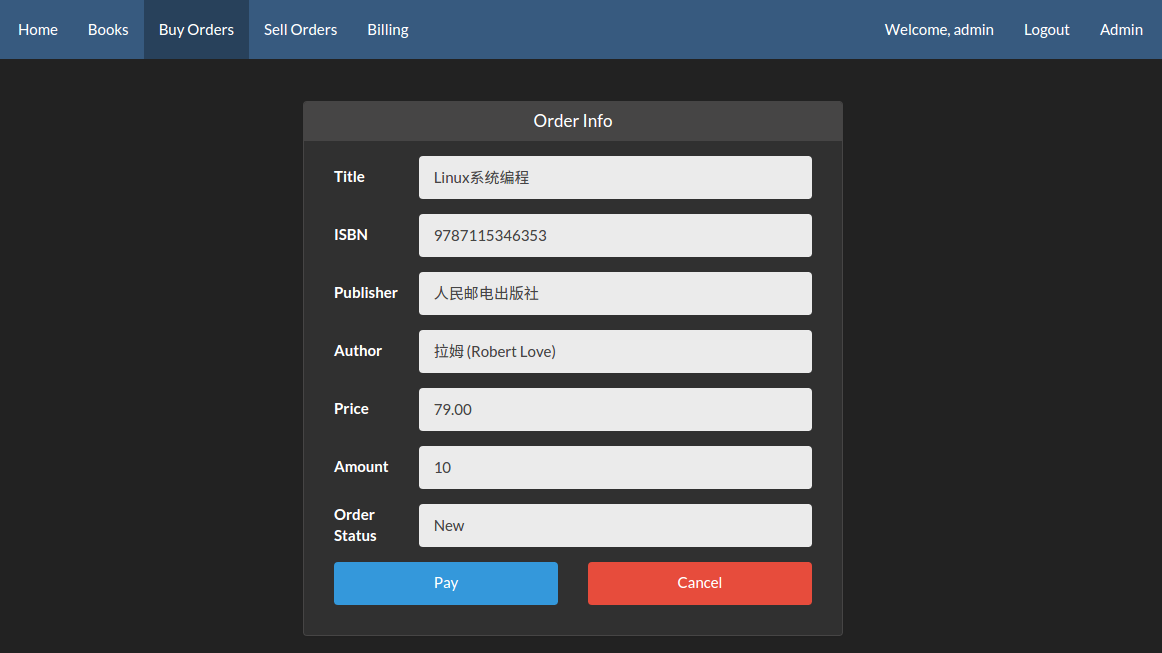 Home Books Buy Orders Sell Orders Billing Welcome, admin Logout Admin
Order Info
Title Linux系统编程
ISBN 9787115346353
Publisher 人民邮电出版社
Author 拉姆 (Robert Love)
Price 79.00
Amount 10
Order Status New
Pay Cancel